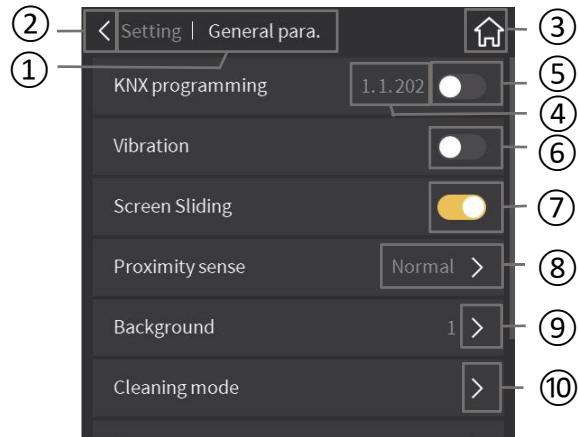 ② Setting | General para. ③
①
KNX programming 1.1.202 ⑤
④
Vibration ⑥
Screen Sliding ⑦
Proximity sense Normal ⑧
Background 1 ⑨
Cleaning mode ⑩